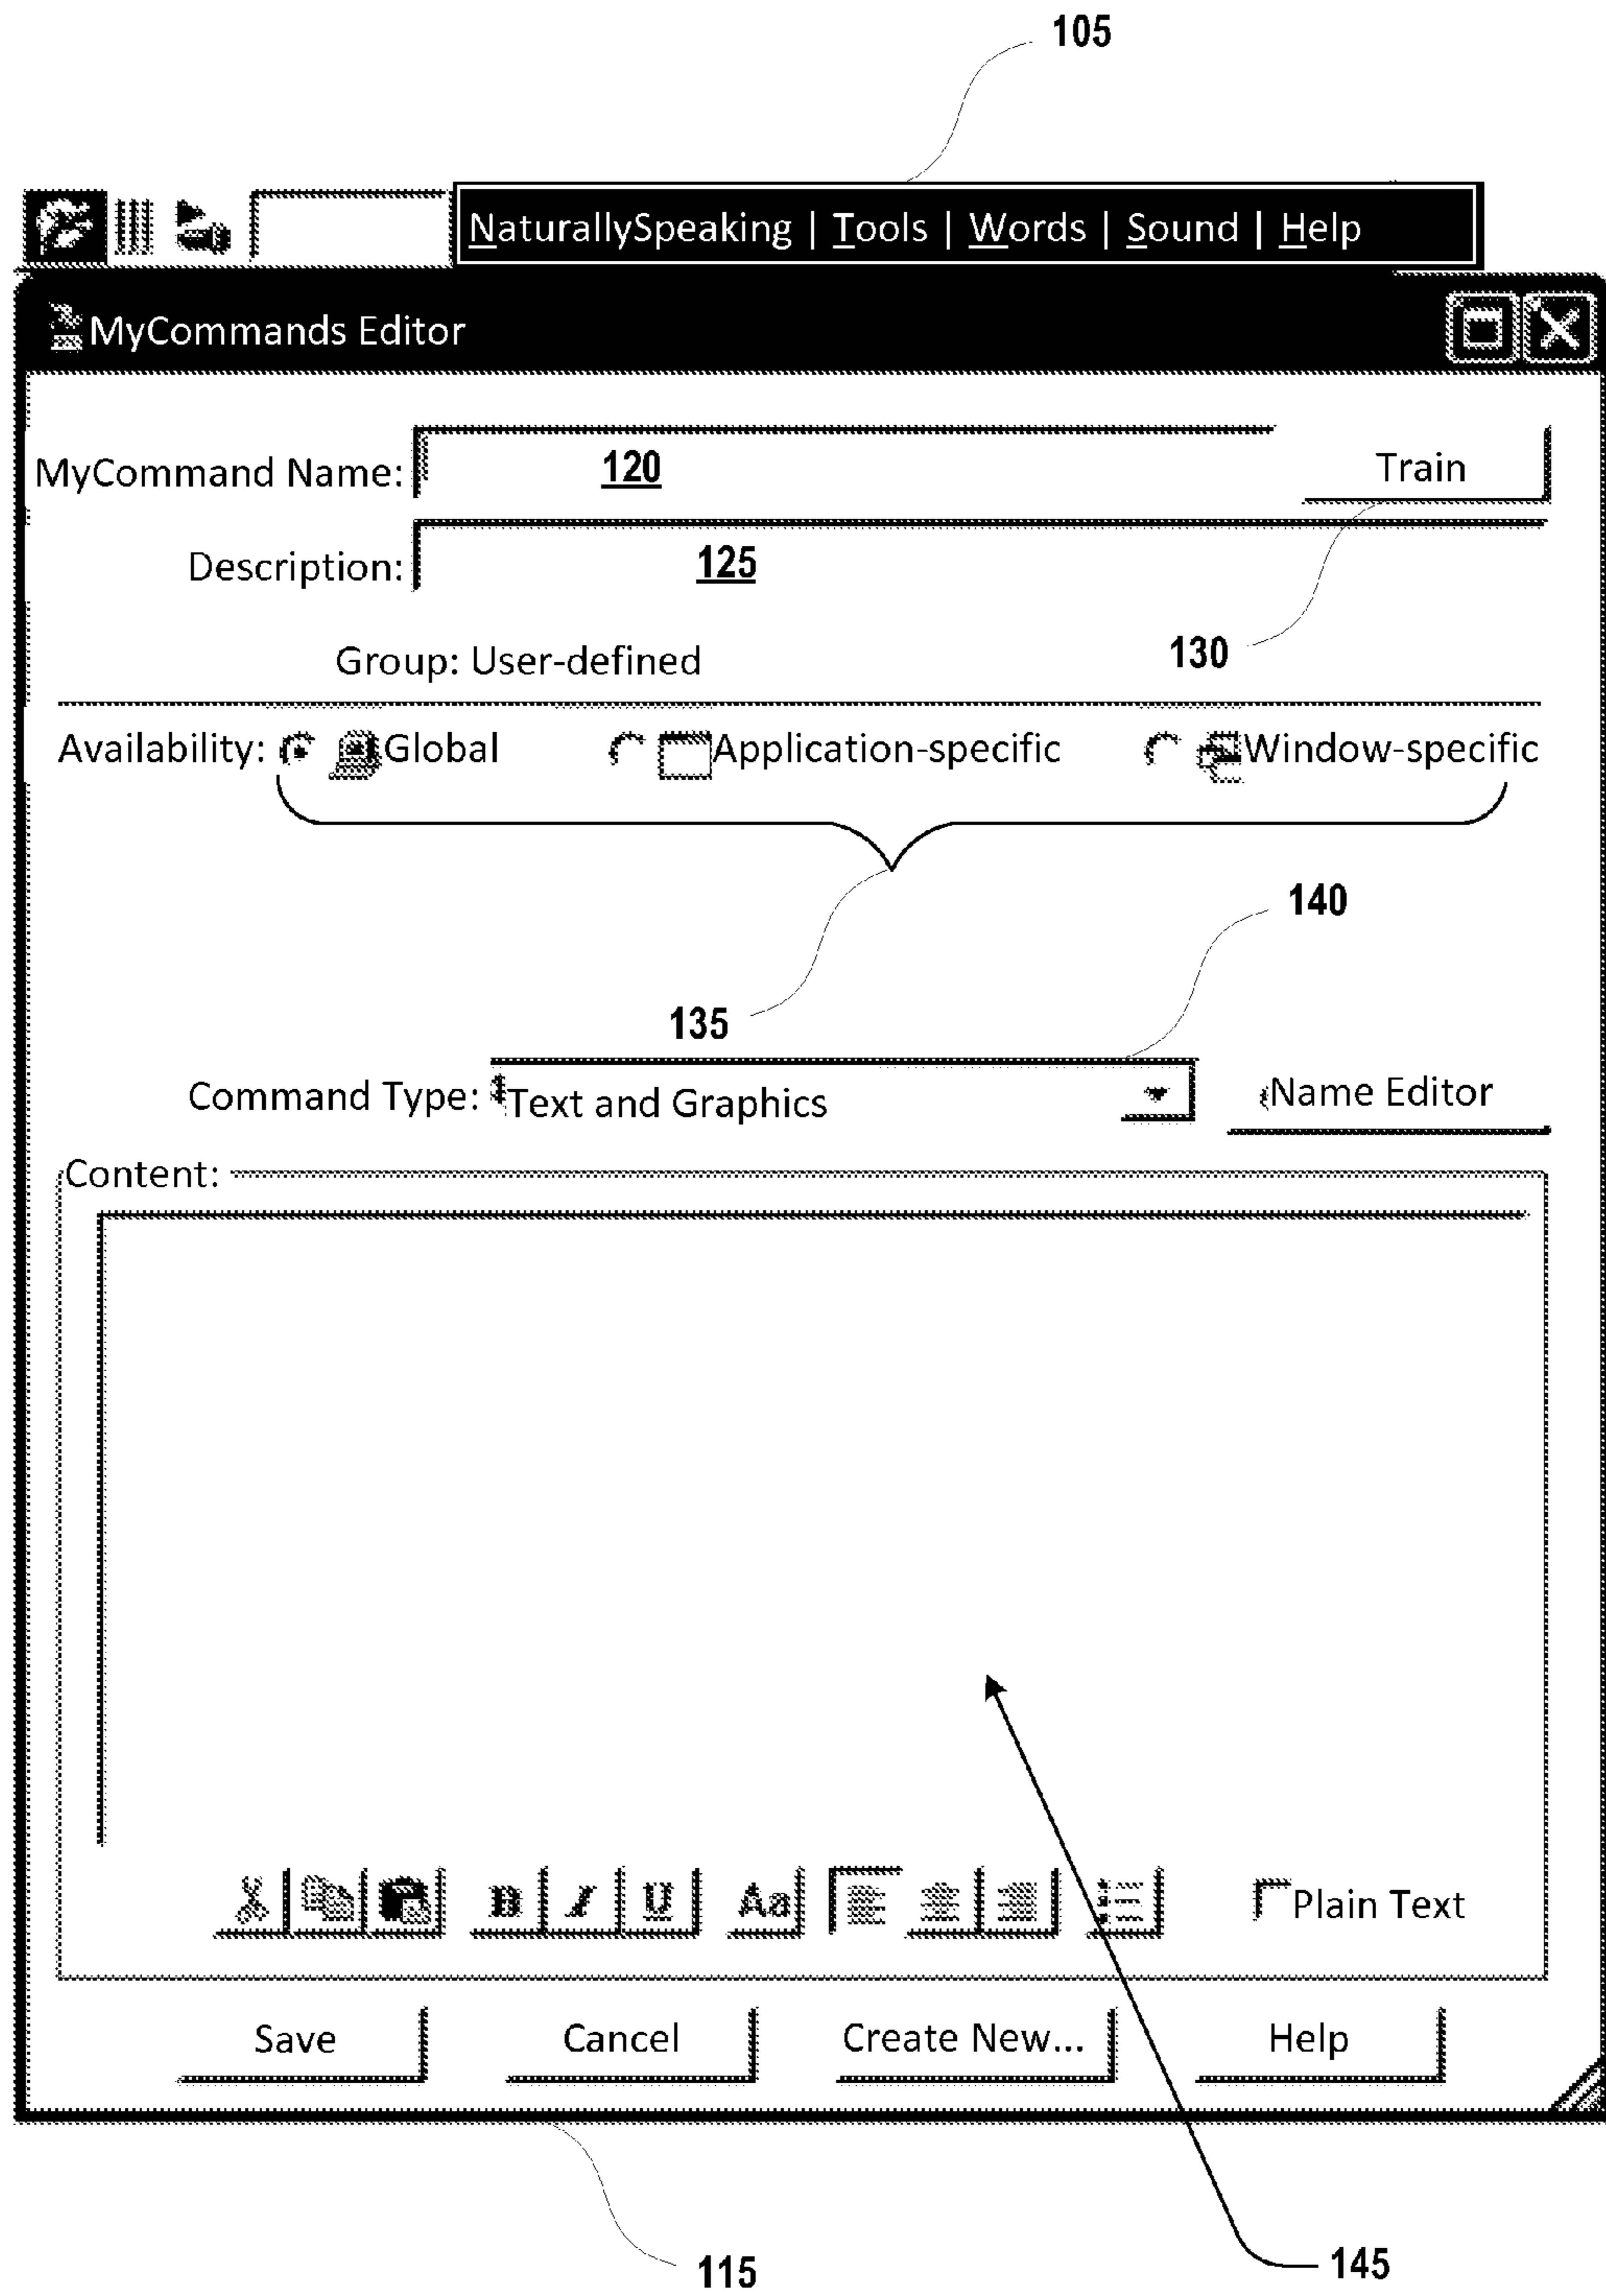 105
NaturallySpeaking | Tools | Words | Sound | Help
MyCommands Editor
MyCommand Name: 120 Train
Description: 125
130
Group: User-defined
Availability: Global Application-specific Window-specific
140
135
Command Type: Text and Graphics Name Editor
Content:
B I U Aa Plain Text
Save Cancel Create New... Help
115 145